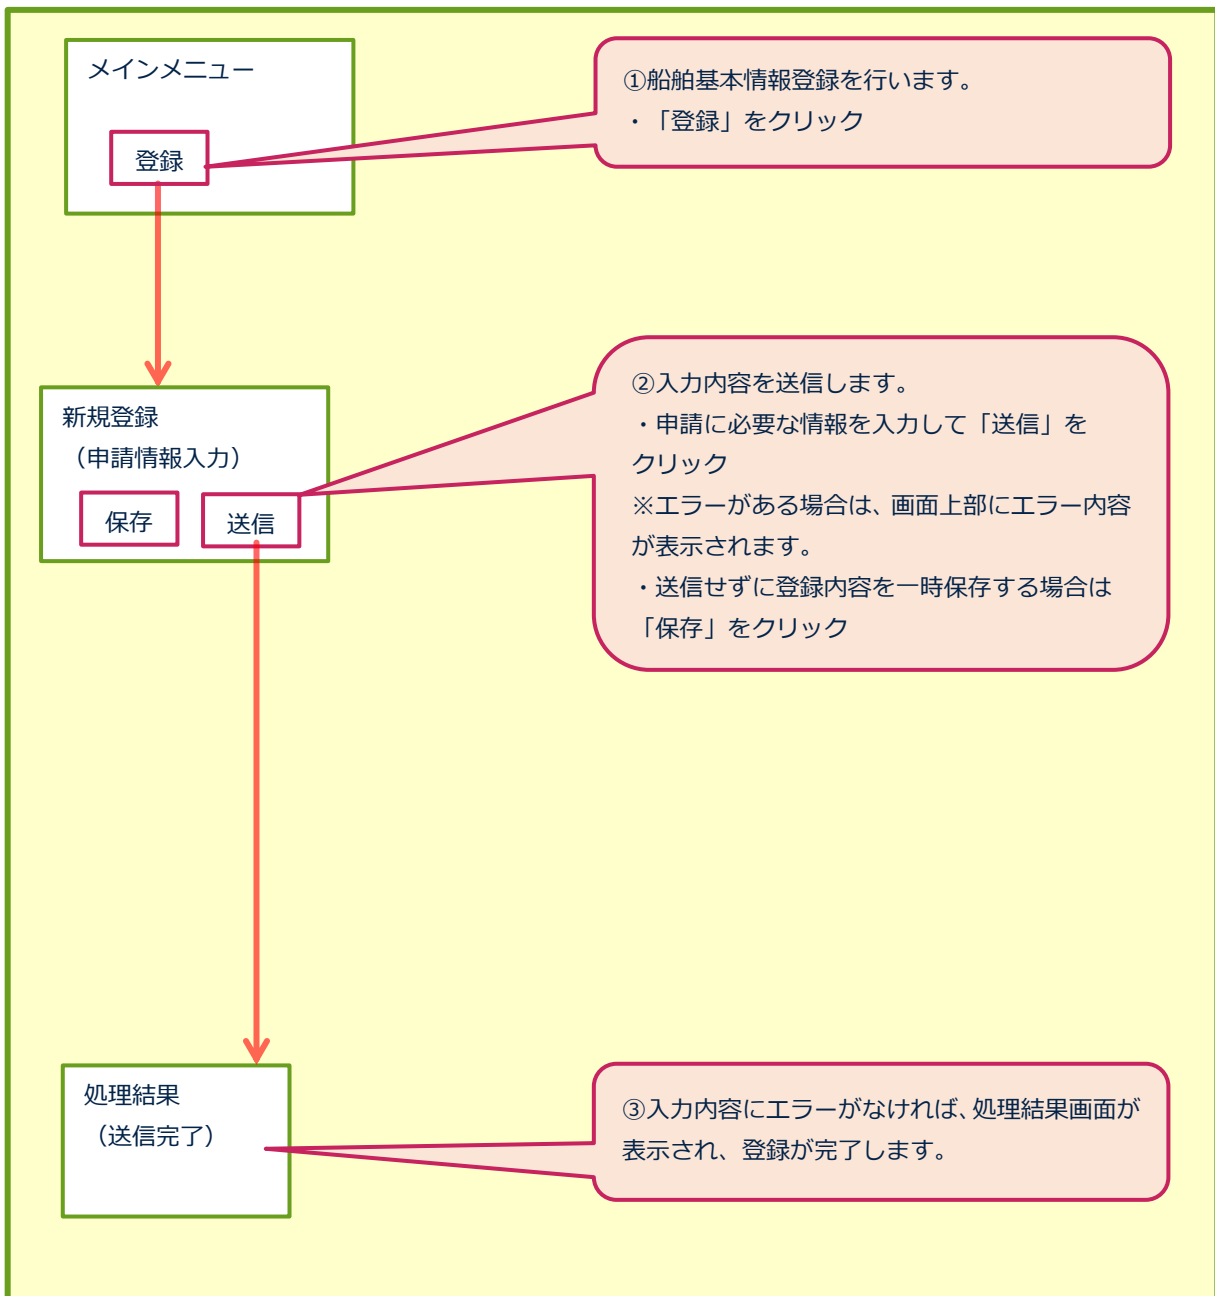 メインメニュー
登録
①船舶基本情報登録を行います。
・「登録」をクリック
新規登録
（申請情報入力）
保存
送信
②入力内容を送信します。
・申請に必要な情報を入力して「送信」を
クリック
※エラーがある場合は、画面上部にエラー内容
が表示されます。
・送信せずに登録内容を一時保存する場合は
「保存」をクリック
処理結果
（送信完了）
③入力内容にエラーがなければ、処理結果画面が
表示され、登録が完了します。